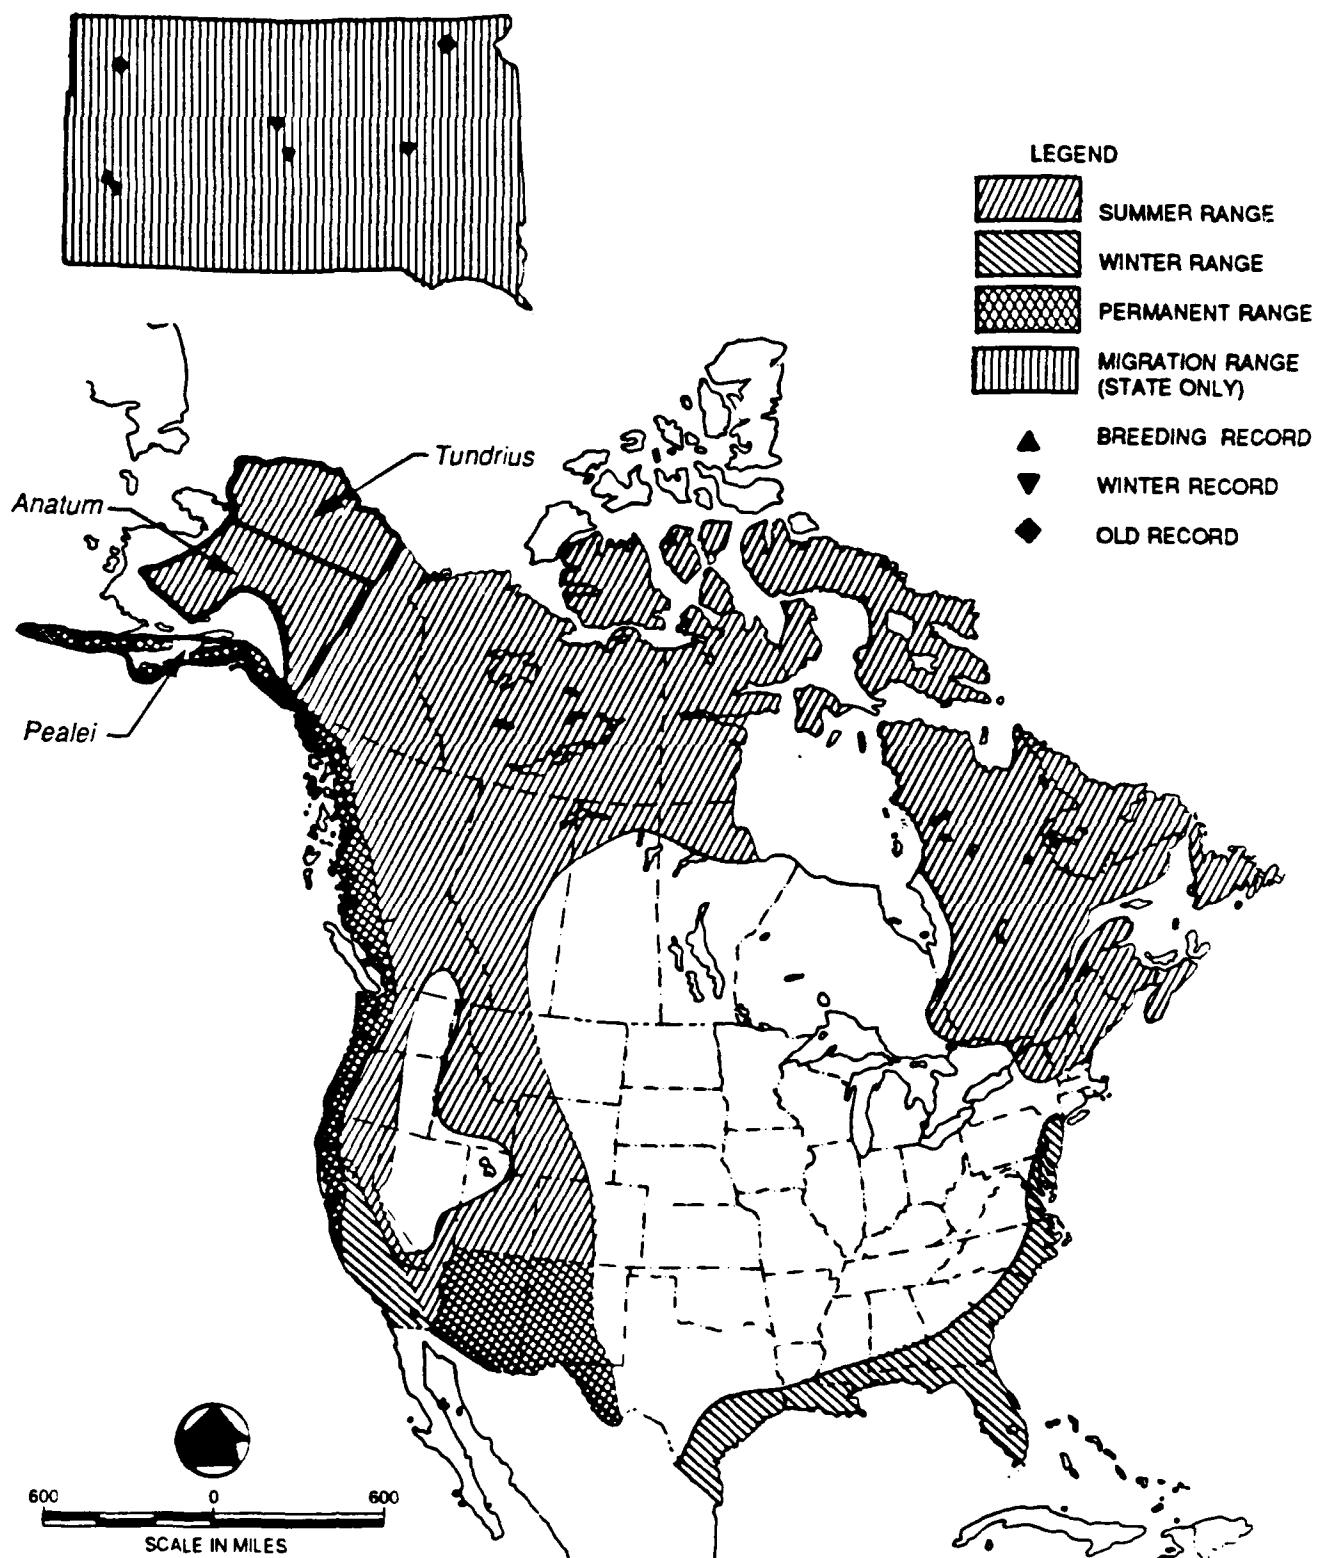 LEGEND
SUMMER RANGE
WINTER RANGE
PERMANENT RANGE
MIGRATION RANGE
(STATE ONLY)
BREEDING RECORD
WINTER RECORD
OLD RECORD
Tundrius
Anatum
Pealei
600 0 600
SCALE IN MILES